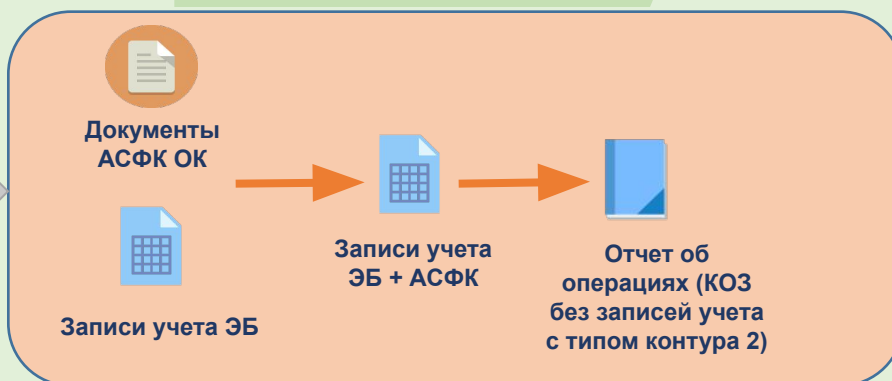 Документы
АСФК ОК
Записи учета ЭБ
Записи учета
ЭБ + АСФК
Отчет об
операциях (КОЗ
без записей учета
с типом контура 2)